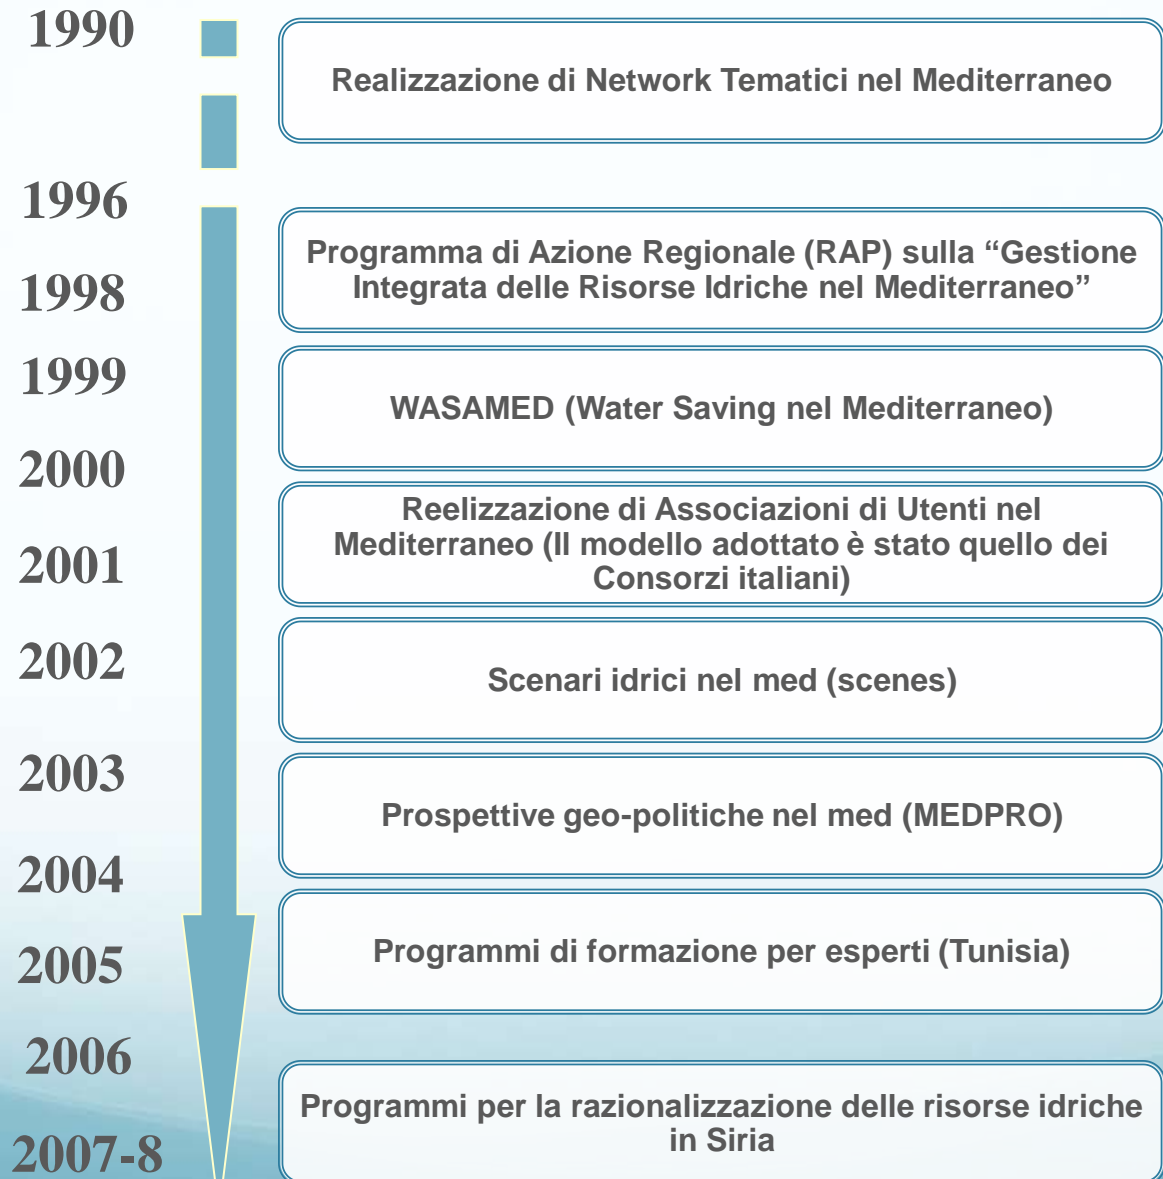 1990
Realizzazione di Network Tematici nel Mediterraneo
1996
Programma di Azione Regionale (RAP) sulla “Gestione
Integrata delle Risorse Idriche nel Mediterraneo”
1998
1999
WASAMED (Water Saving nel Mediterraneo)
2000
Reelizzazione di Associazioni di Utenti nel
Mediterraneo (Il modello adottato è stato quello dei
Consorzi italiani)
2001
2002
Scenari idrici nel med (scenes)
2003
Prospettive geo-politiche nel med (MEDPRO)
2004
Programmi di formazione per esperti (Tunisia)
2005
2006
Programmi per la razionalizzazione delle risorse idriche
in Siria
2007-8